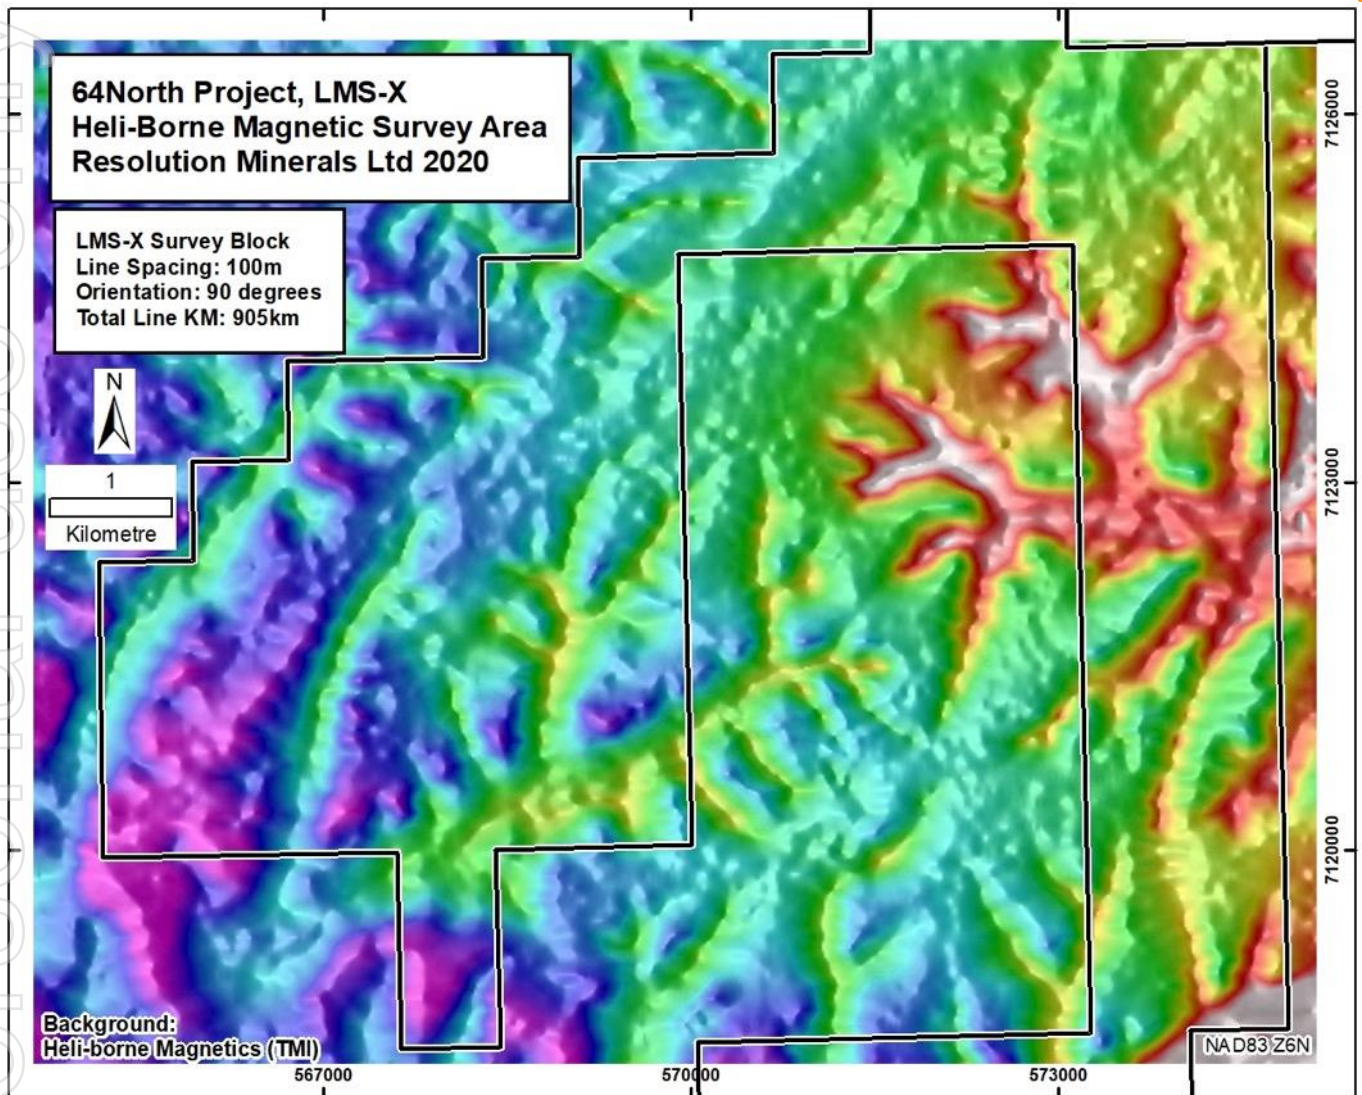 64North Project, LMS-X
Heli-Borne Magnetic Survey Area
Resolution Minerals Ltd 2020
LMS-X Survey Block
Line Spacing: 100m
Orientation: 90 degrees
Total Line KM: 905km
N
1
Kilometre
7126000
7123000
7120000
Background:
Heli-borne Magnetics (TMI)
NAD83 Z6N
567000
570000
573000